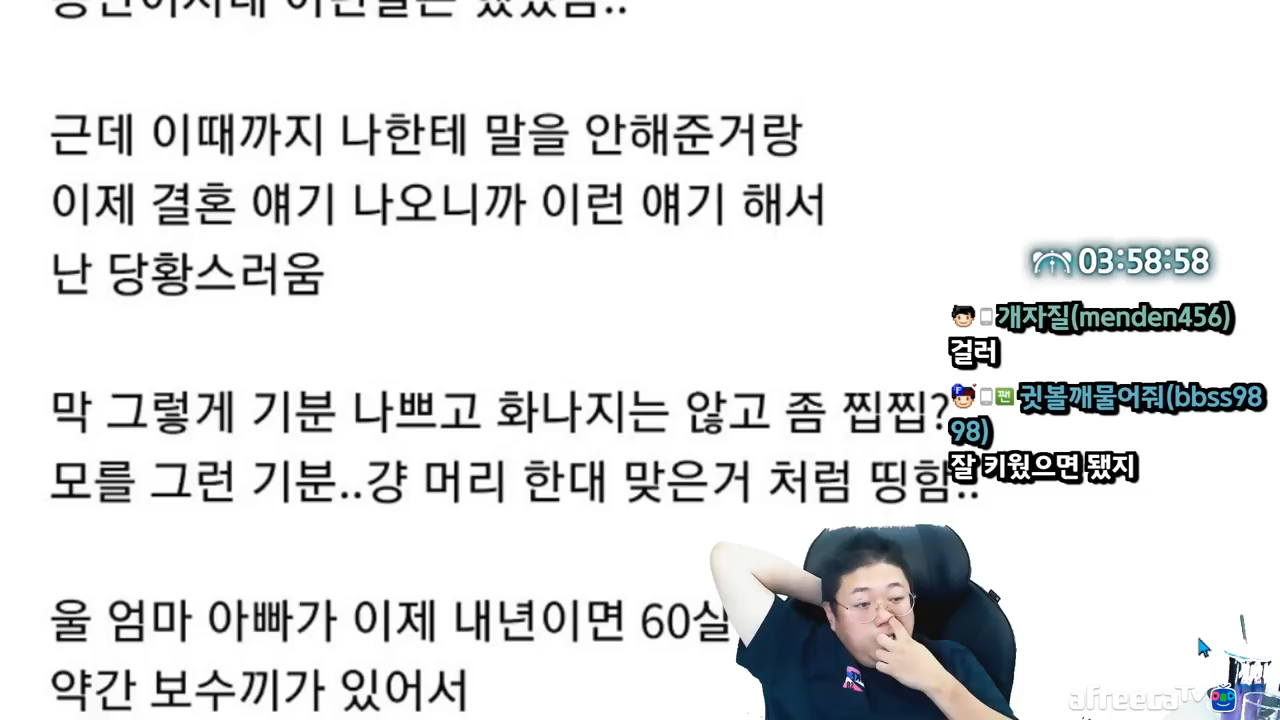 근데 이때까지 나한테 말을 안해준거랑
이제 결혼 얘기 나오니까 이런 얘기 해서
난 당황스러움
막 그렇게 기분 나쁘고 화나지는 않고 좀 찝찝?
모를 그런 기분..걍 머리 한대 맞은거 처럼 띵함..
울 엄마 아빠가 이제 내년이면 60살
약간 보수끼가 있어서
03:58:58
개자질(menden456)
걸러
귓볼깨물어줘(bbss98
98)
잘 키웠으면 됐지
afreecaTV